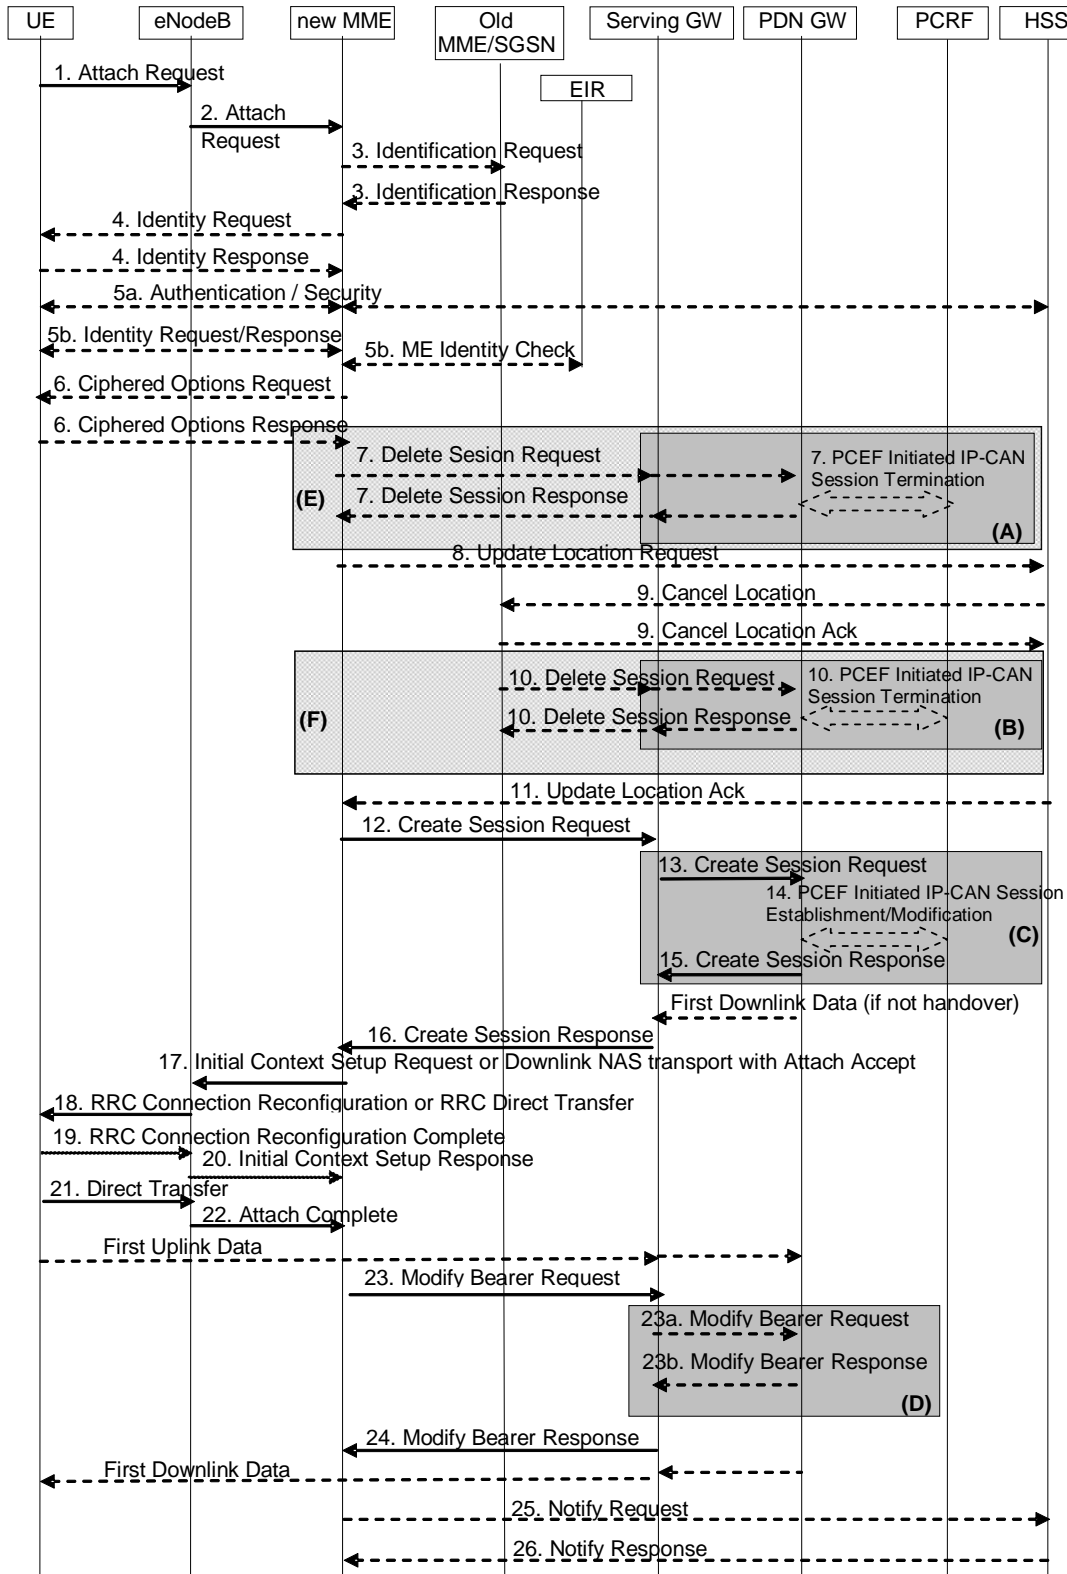 UE
eNodeB
new MME
Old
MME/SGSN
Serving GW
PDN GW
PCRF
HSS
EIR
1. Attach Request
2. Attach
Request
3. Identification Request
3. Identification Response
4. Identity Request
4. Identity Response
5a. Authentication / Security
5b. Identity Request/Response
5b. ME Identity Check
6. Ciphered Options Request
6. Ciphered Options Response
7. Delete Sesion Request
7. PCEF Initiated IP-CAN
Session Termination
(E)
7. Delete Session Response
(A)
8. Update Location Request
9. Cancel Location
9. Cancel Location Ack
10. Delete Session Request
10. PCEF Initiated IP-CAN
Session Termination
(F)
10. Delete Session Response
(B)
11. Update Location Ack
12. Create Session Request
13. Create Session Request
14. PCEF Initiated IP-CAN Session
Establishment/Modification
(C)
15. Create Session Response
First Downlink Data (if not handover)
16. Create Session Response
17. Initial Context Setup Request or Downlink NAS transport with Attach Accept
18. RRC Connection Reconfiguration or RRC Direct Transfer
19. RRC Connection Reconfiguration Complete
20. Initial Context Setup Response
21. Direct Transfer
22. Attach Complete
First Uplink Data
23. Modify Bearer Request
23a. Modify Bearer Request
23b. Modify Bearer Response
(D)
24. Modify Bearer Response
First Downlink Data
25. Notify Request
26. Notify Response